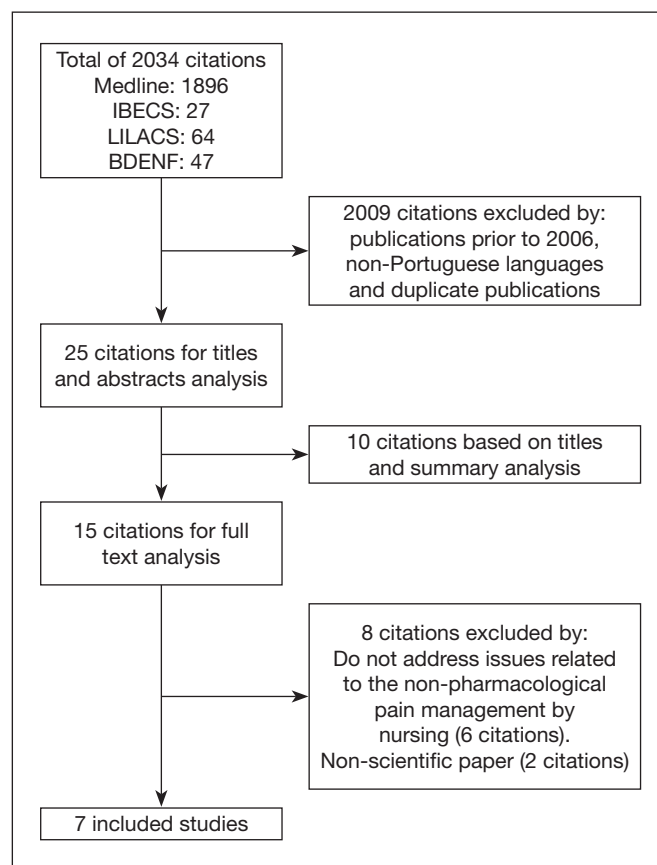 Total of 2034 citations
Medline: 1896
IBECS: 27
LILACS: 64
BDENF: 47
2009 citations excluded by:
publications prior to 2006,
non-Portuguese languages
and duplicate publications
25 citations for titles
and abstracts analysis
10 citations based on titles
and summary analysis
15 citations for full
text analysis
8 citations excluded by:
Do not address issues related
to the non-pharmacological
pain management by
nursing (6 citations).
Non-scientific paper (2 citations)
7 included studies